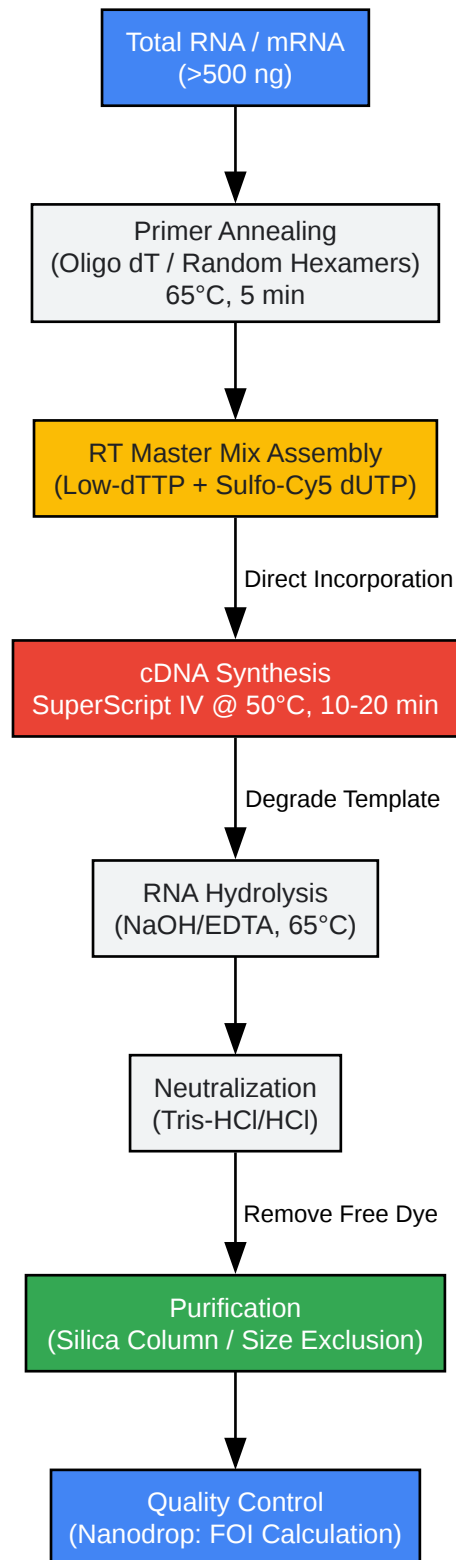 Total RNA / mRNA
(>500 ng)
Primer Annealing
(Oligo dT / Random Hexamers)
65°C, 5 min
RT Master Mix Assembly
(Low-dTTP + Sulfo-Cy5 dUTP)
Direct Incorporation
cDNA Synthesis
SuperScript IV @ 50°C, 10-20 min
Degrade Template
RNA Hydrolysis
(NaOH/EDTA, 65°C)
Neutralization
(Tris-HCl/HCl)
Remove Free Dye
Purification
(Silica Column / Size Exclusion)
Quality Control
(Nanodrop: FOI Calculation)